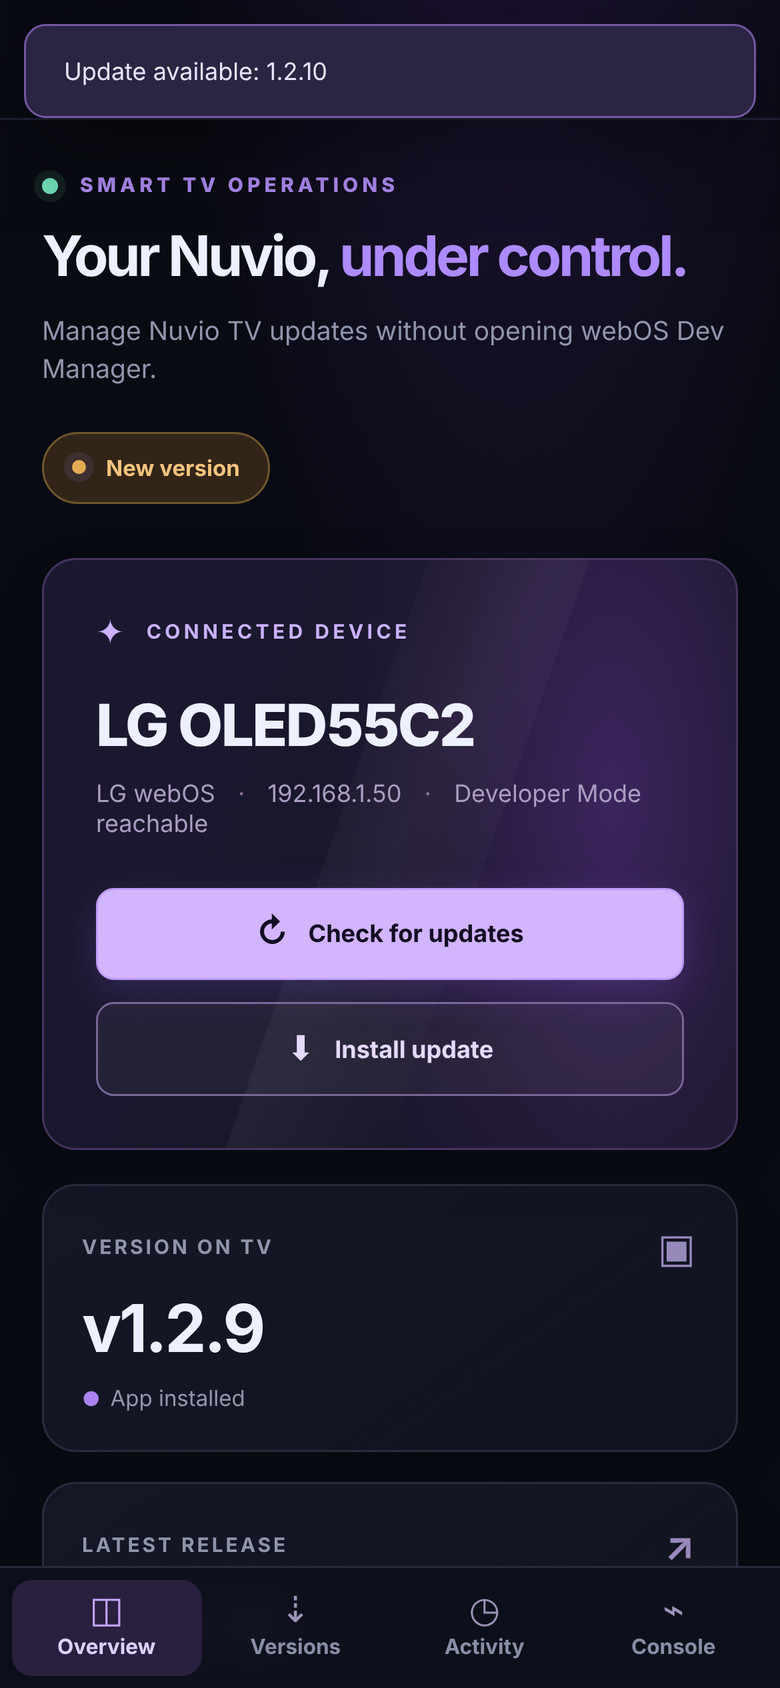 Update available: 1.2.10
SMART TV OPERATIONS
Your Nuvio, under control.
Manage Nuvio TV updates without opening webOS Dev
Manager.
New version
CONNECTED DEVICE
LG OLED55C2
LG webOS · 192.168.1.50 · Developer Mode
reachable
Check for updates
Install update
VERSION ON TV
v1.2.9
App installed
LATEST RELEASE
Overview
Versions
Activity
Console